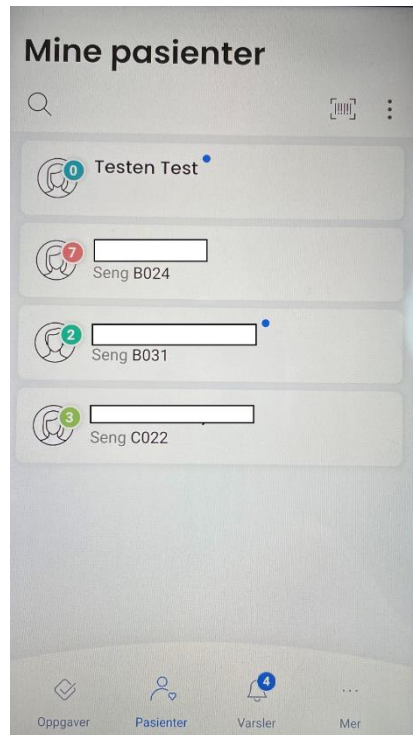 Mine pasienter
0
Testen Test
7
Seng B024
2
Seng B031
3
Seng C022
4
Oppgaver
Pasienter
Varsler
Mer